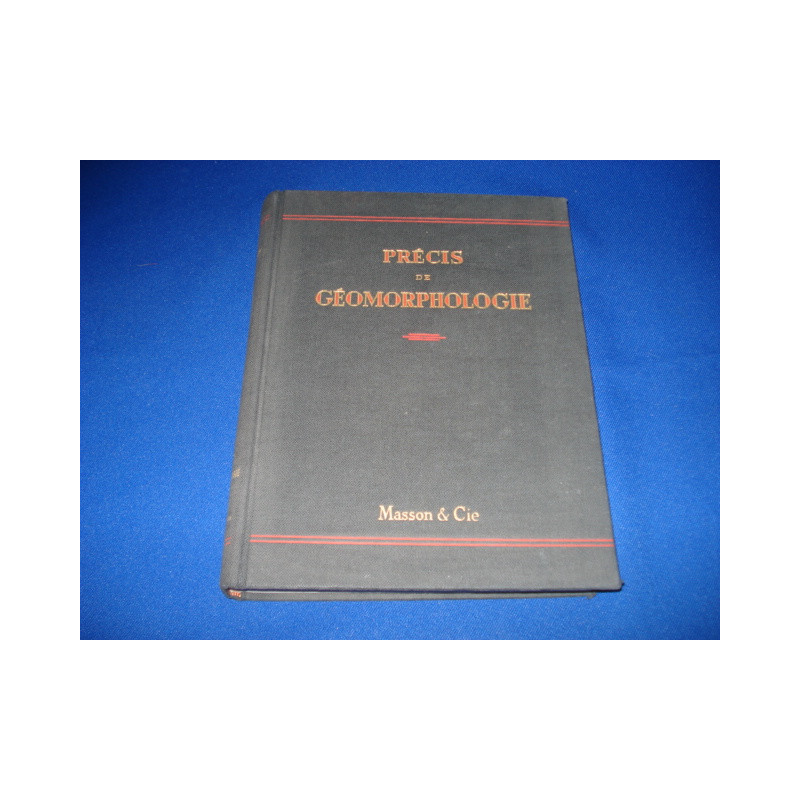 PRÉCIS
DE
GÉOMORPHOLOGIE
Masson & Cie